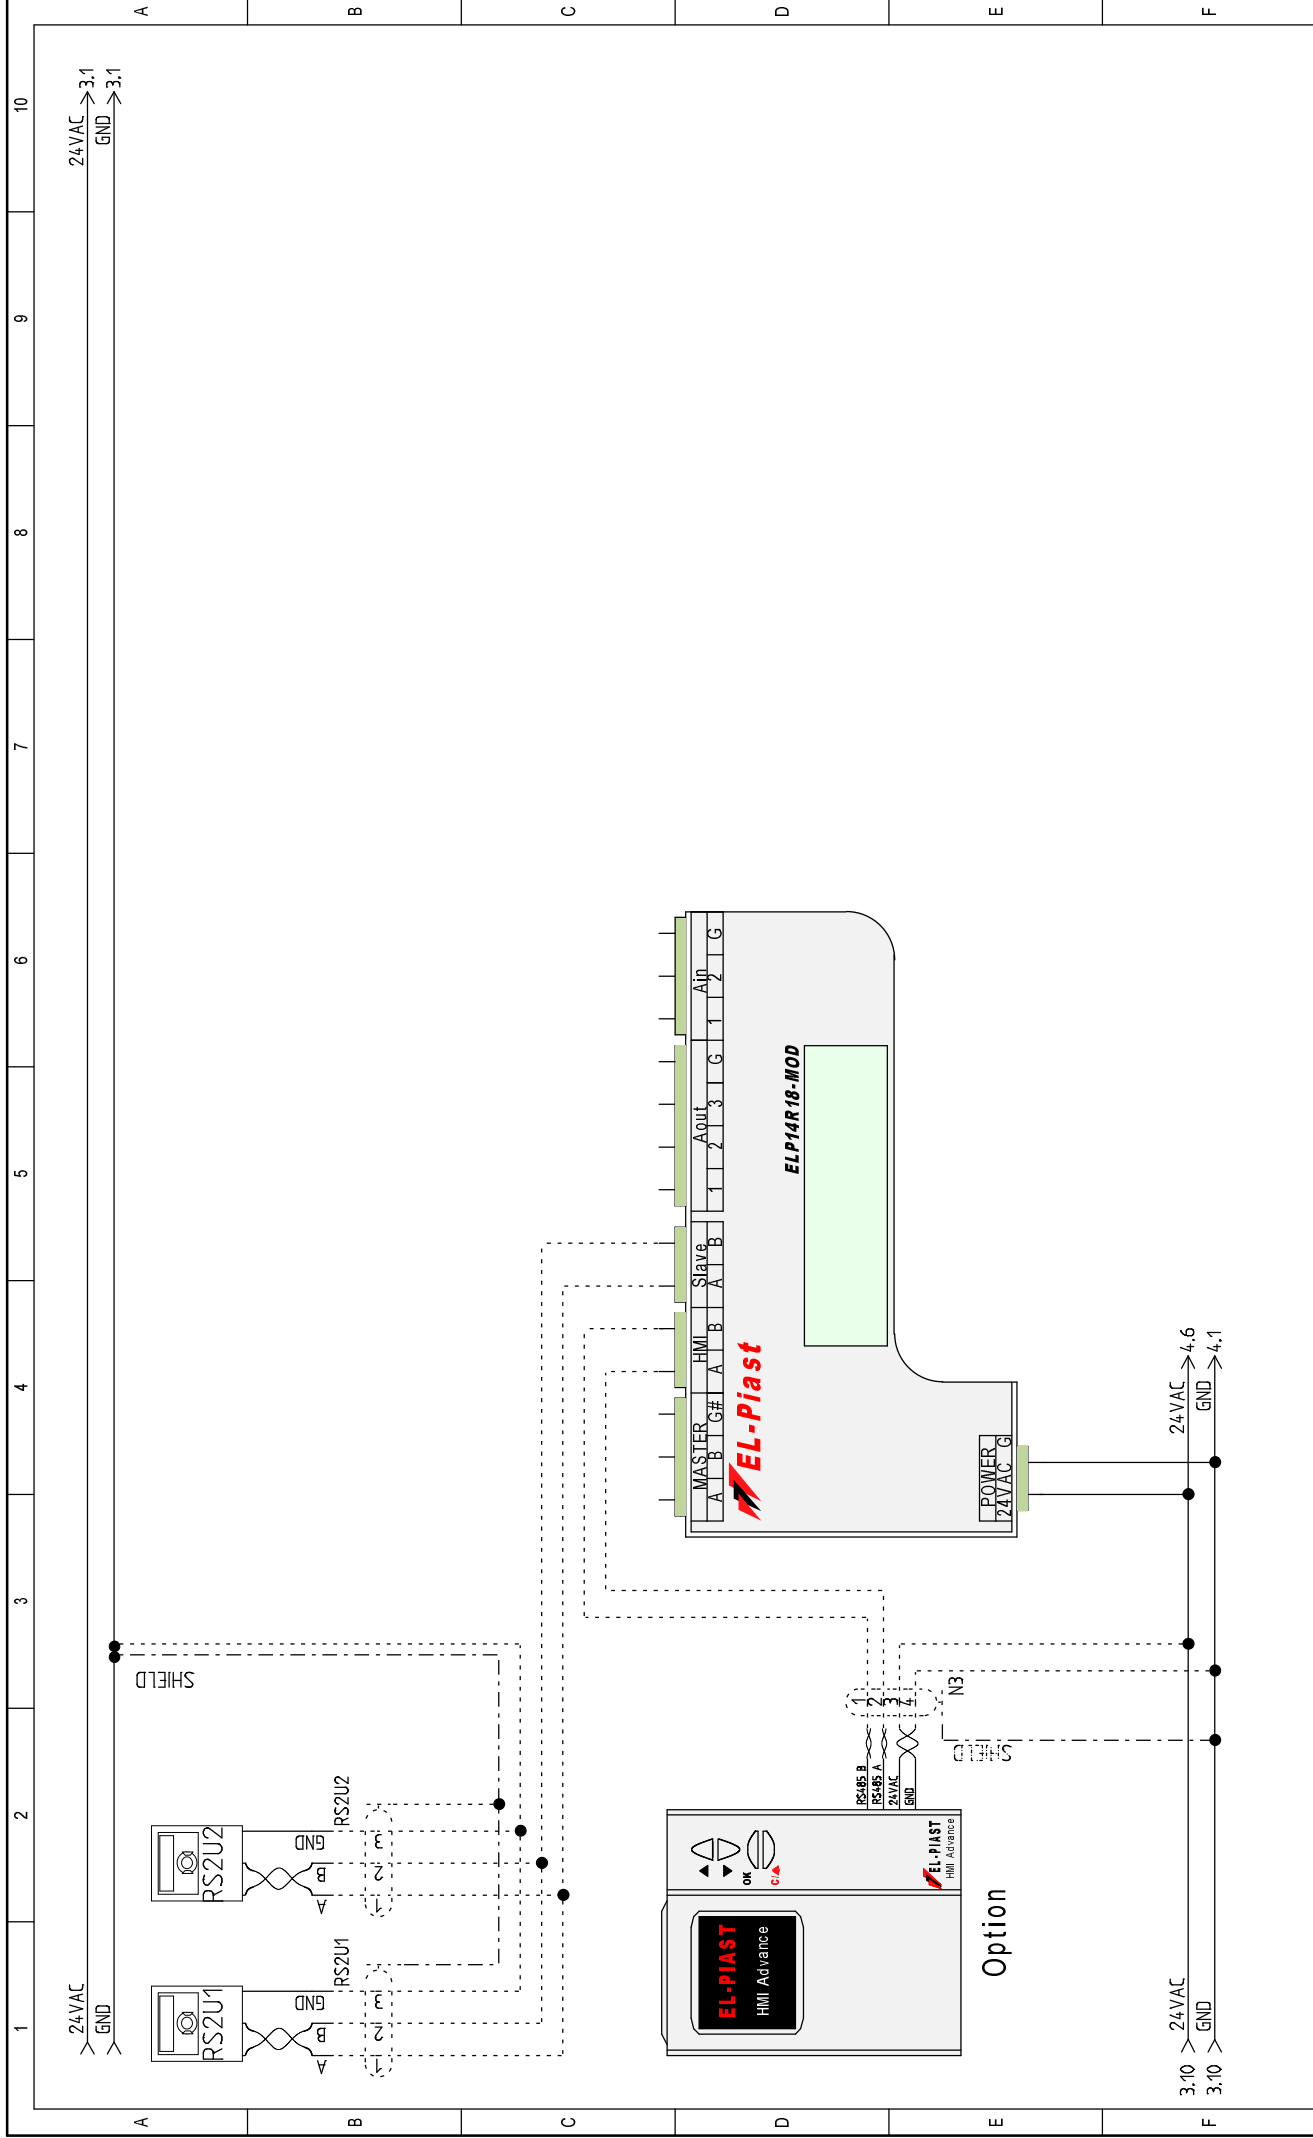 1 2 3 4 5 6 7 8 9 10
A
B
C
D
E
F
A
B
C
D
E
F
24VAC
GND
24VAC 3.1
GND 3.1
SHIELD
RS2U1
A B GND
1 2 3
RS2U1
RS2U2
A B GND
1 2 3
RS2U2
MASTER HMI Slave Aout Ain
A B G# A B A B 1 2 3 G 1 2 G
EL-Piast
ELP14R18-MOD
POWER
24VAC G
EL-PIAST
HMI Advance
OK
C/
EL-PIAST
HMI Advance
RS485 B
RS485 A
24VAC
GND
1
2
3
4
N3
SHIELD
Option
3.10 24VAC
3.10 GND
24VAC 4.6
GND 4.1